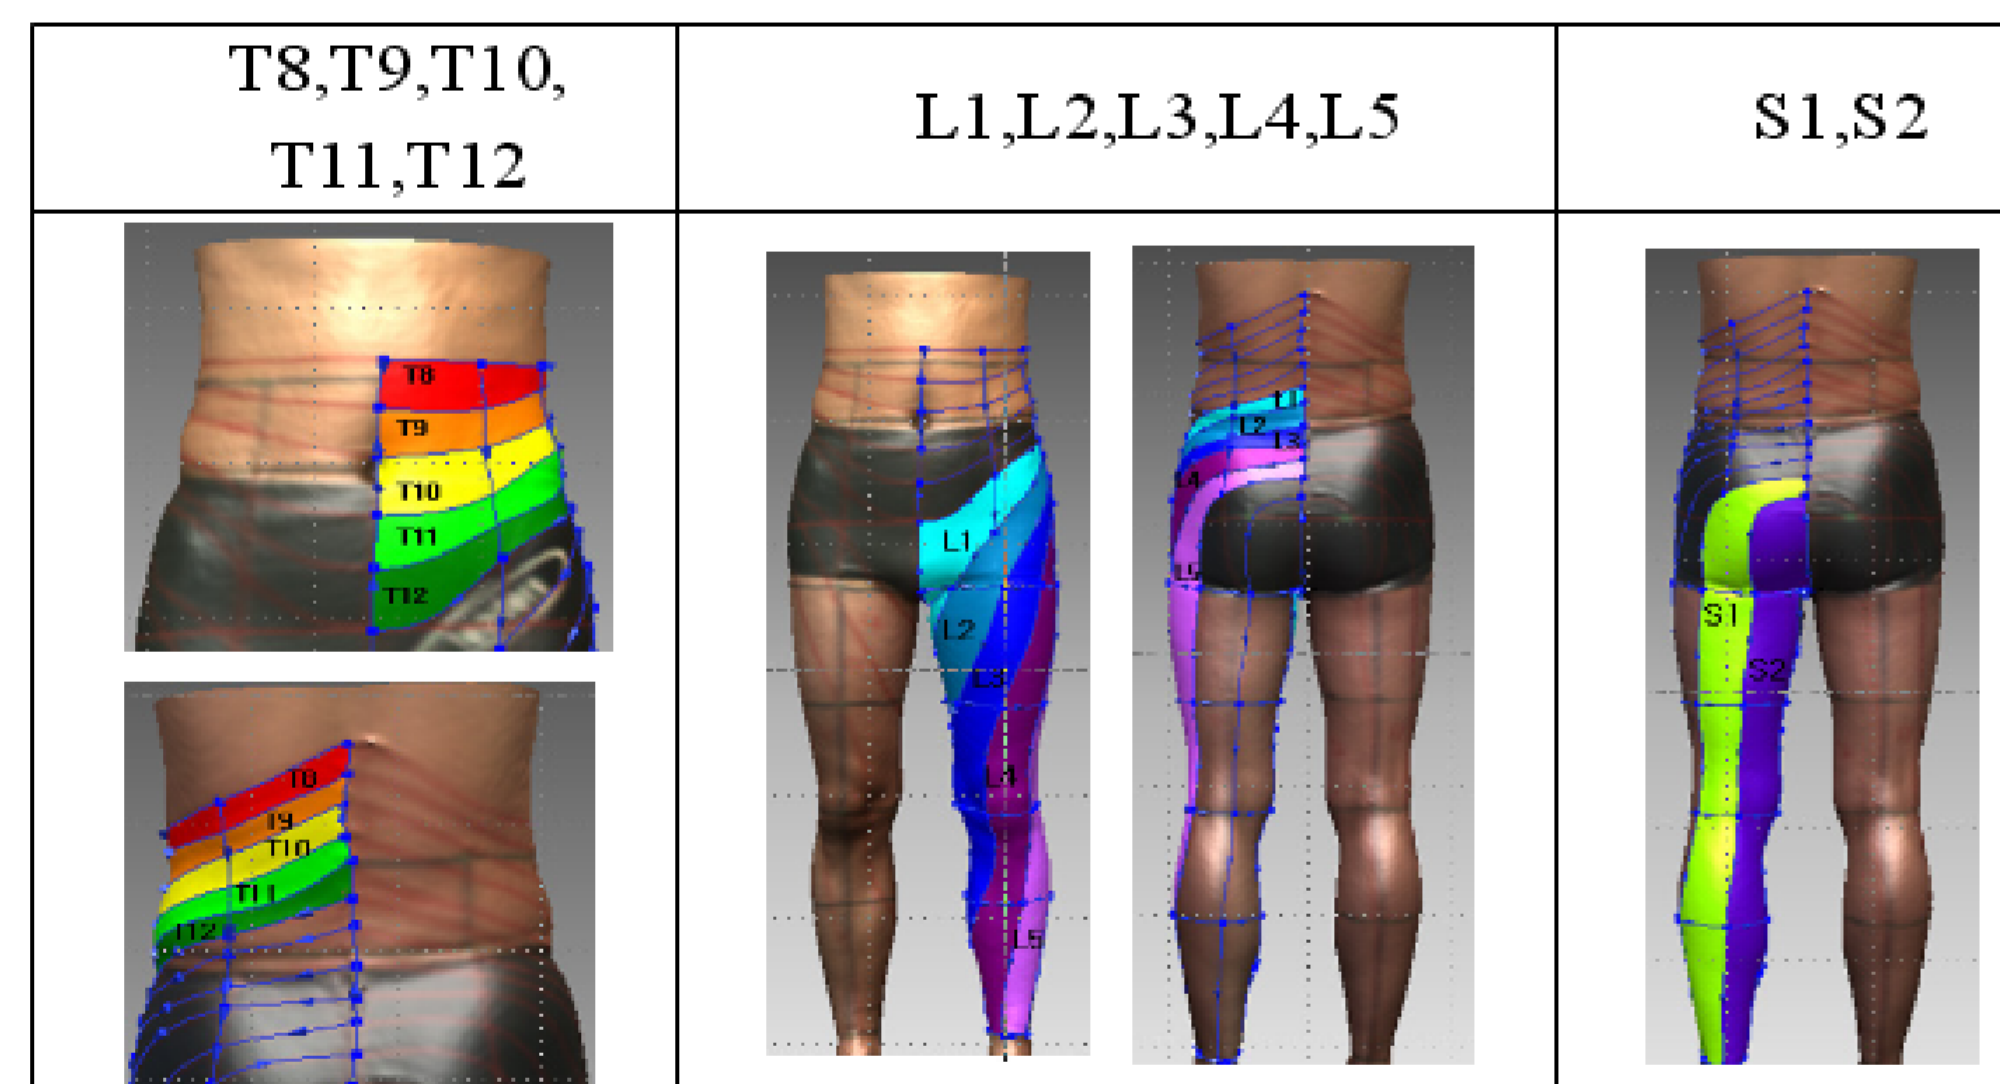 T8,T9,T10,
T11,T12
L1,L2,L3,L4,L5
S1,S2
T8
T9
T10
T11
T12
T8
T9
T10
T11
T12
L1
L2
L3
L4
L5
L1
L2
L3
L4
L5
S1
S2